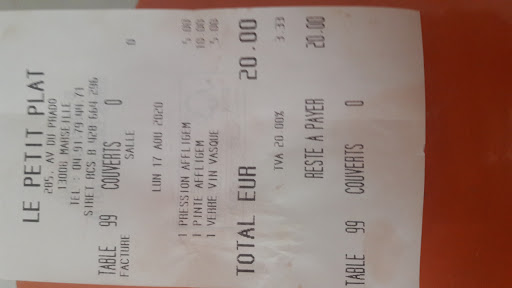 LE PETIT PLAT
205, AV DU PRADO
13008 MARSEILLE
TEL : 04.91.79.44.71
SIRET RCS B 928 664 296
TABLE 99 COUVERTS 0
FACTURE SALLE 0
LUN 17 AOU 2020
1 PRESSION AFFLIGEM 5.00
1 PINTE AFFLIGEM 10.00
1 VERRE VIN VASQUE 5.00
TOTAL EUR 20.00
TVA 20.00% 3.33
RESTE A PAYER 20.00
TABLE 99 COUVERTS 0